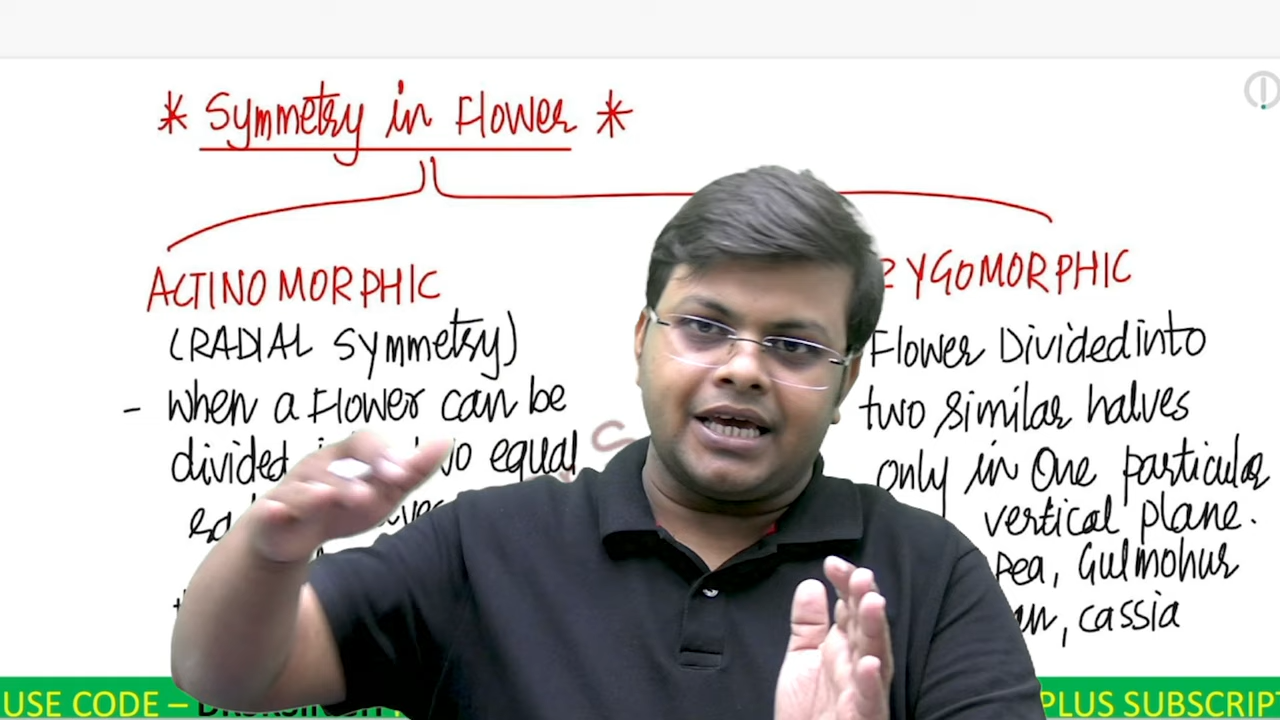 * Symmetry in Flower *
ACTINOMORPHIC
(RADIAL Symmetry)
- when a Flower can be
divided equal
ZYGOMORPHIC
Flower Divided into
two similar halves
only in One particular
vertical plane.
Pea, Gulmohur
cassia
USE CODE –
PLUS SUBSCRIPT